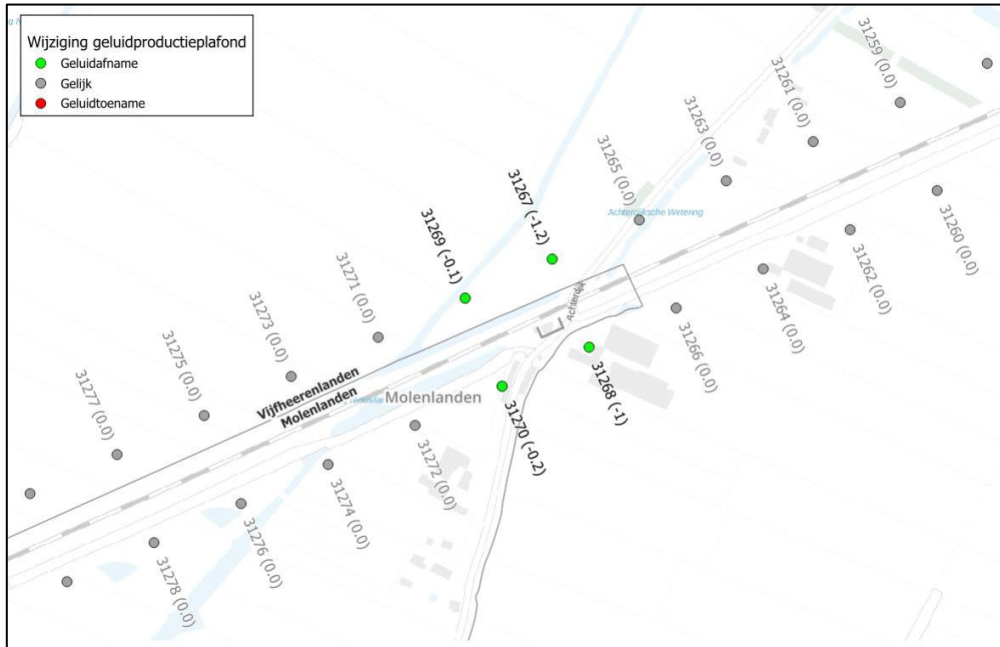 Wijziging geluidproductieplafond
Geluidafname
Gelijk
Geluidtoename
31259 (0.0)
31261 (0.0)
31263 (0.0)
31265 (0.0)
31267 (-1.2)
31269 (-0.1)
31271 (0.0)
31273 (0.0)
31275 (0.0)
31277 (0.0)
Achterdijksche Wetering
Achterdijk
31260 (0.0)
31262 (0.0)
31264 (0.0)
31266 (0.0)
31268 (-1)
31270 (-0.2)
31272 (0.0)
31274 (0.0)
31276 (0.0)
31278 (0.0)
Vijfheerenlanden
Molenlanden
Molenlanden